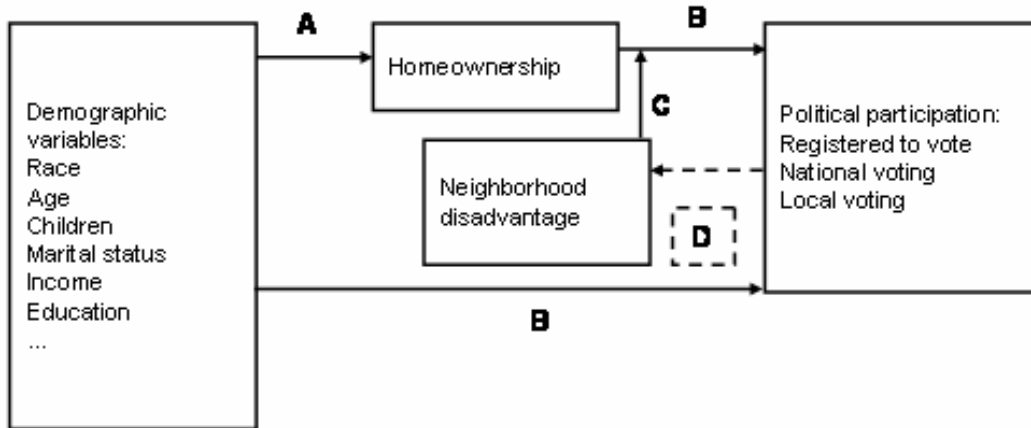 A
B
Homeownership
C
Demographic
variables:
Race
Age
Children
Marital status
Income
Education
...
Neighborhood
disadvantage
Political participation:
Registered to vote
National voting
Local voting
D
B